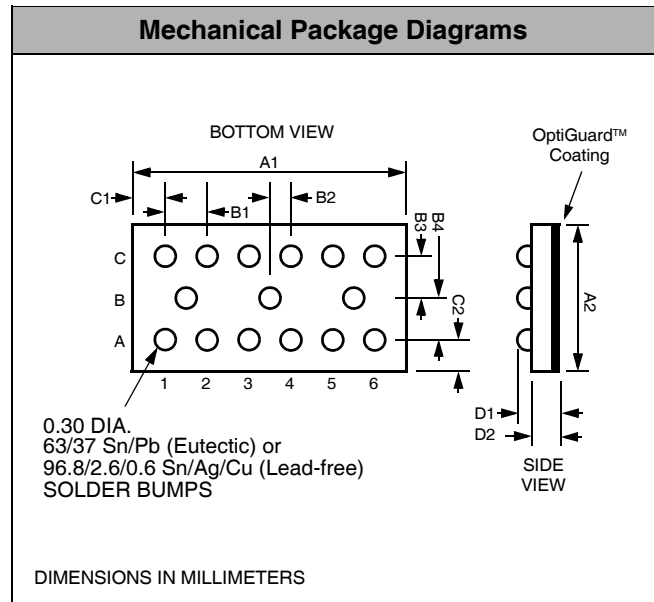 Mechanical Package Diagrams
BOTTOM VIEW
OptiGuard™
Coating
A1
C1
B1
B2
B3
B4
C
B
A
C2
A2
1 2 3 4 5 6
D1
D2
0.30 DIA.
63/37 Sn/Pb (Eutectic) or
96.8/2.6/0.6 Sn/Ag/Cu (Lead-free)
SOLDER BUMPS
SIDE
VIEW
DIMENSIONS IN MILLIMETERS